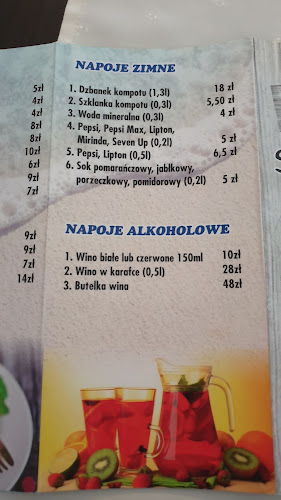 NAPOJE ZIMNE
1. Dzbanek kompotu (1,3l) 18 zł
2. Szklanka kompotu (0,3l) 5,50 zł
3. Woda mineralna (0,3l) 4 zł
4. Pepsi, Pepsi Max, Lipton,
Mirinda, Seven Up (0,2l) 5 zł
5. Pepsi, Lipton (0,5l) 6,5 zł
6. Sok pomarańczowy, jabłkowy,
porzeczkowy, pomidorowy (0,2l) 5 zł
NAPOJE ALKOHOLOWE
1. Wino białe lub czerwone 150ml 10zł
2. Wino w karafce (0,5l) 28zł
3. Butelka wina 48zł
5zł
4zł
4zł
8zł
8zł
10zł
6zł
9zł
7zł
9zł
9zł
7zł
14zł